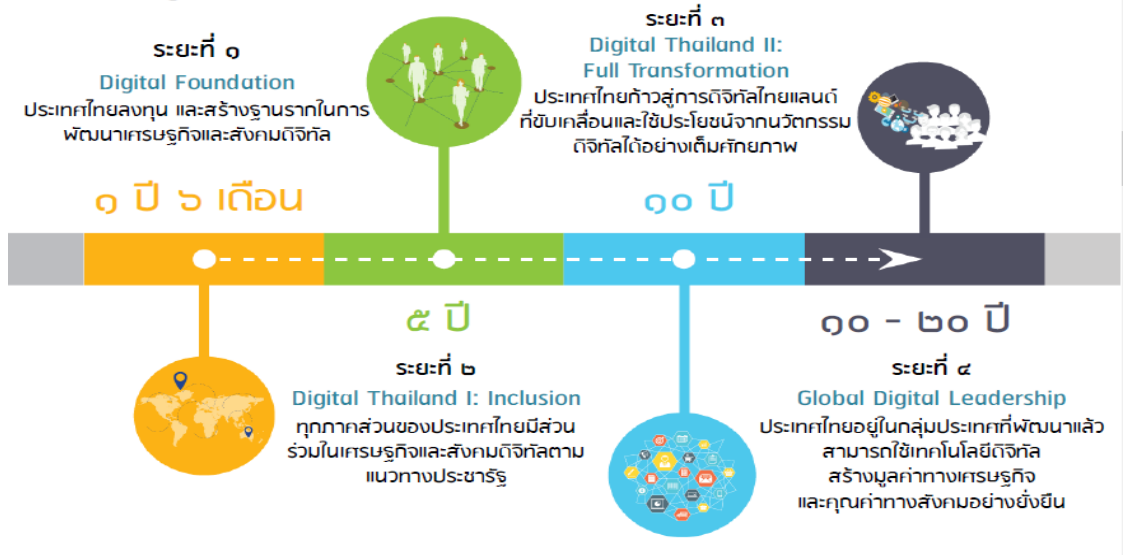 ระยะที่ ๑
Digital Foundation
ประเทศไทยลงทุน และสร้างฐานรากในการ
พัฒนาเศรษฐกิจและสังคมดิจิทัล
๑ ปี ๖ เดือน
๕ ปี
ระยะที่ ๒
Digital Thailand I: Inclusion
ทุกภาคส่วนของประเทศไทยมีส่วน
ร่วมในเศรษฐกิจและสังคมดิจิทัลตาม
แนวทางประชารัฐ
ระยะที่ ๓
Digital Thailand II:
Full Transformation
ประเทศไทยก้าวสู่การดิจิทัลไทยแลนด์
ที่ขับเคลื่อนและใช้ประโยชน์จากนวัตกรรม
ดิจิทัลได้อย่างเต็มศักยภาพ
๑๐ ปี
๑๐ - ๒๐ ปี
ระยะที่ ๔
Global Digital Leadership
ประเทศไทยอยู่ในกลุ่มประเทศที่พัฒนาแล้ว
สามารถใช้เทคโนโลยีดิจิทัล
สร้างมูลค่าทางเศรษฐกิจ
และคุณค่าทางสังคมอย่างยั่งยืน